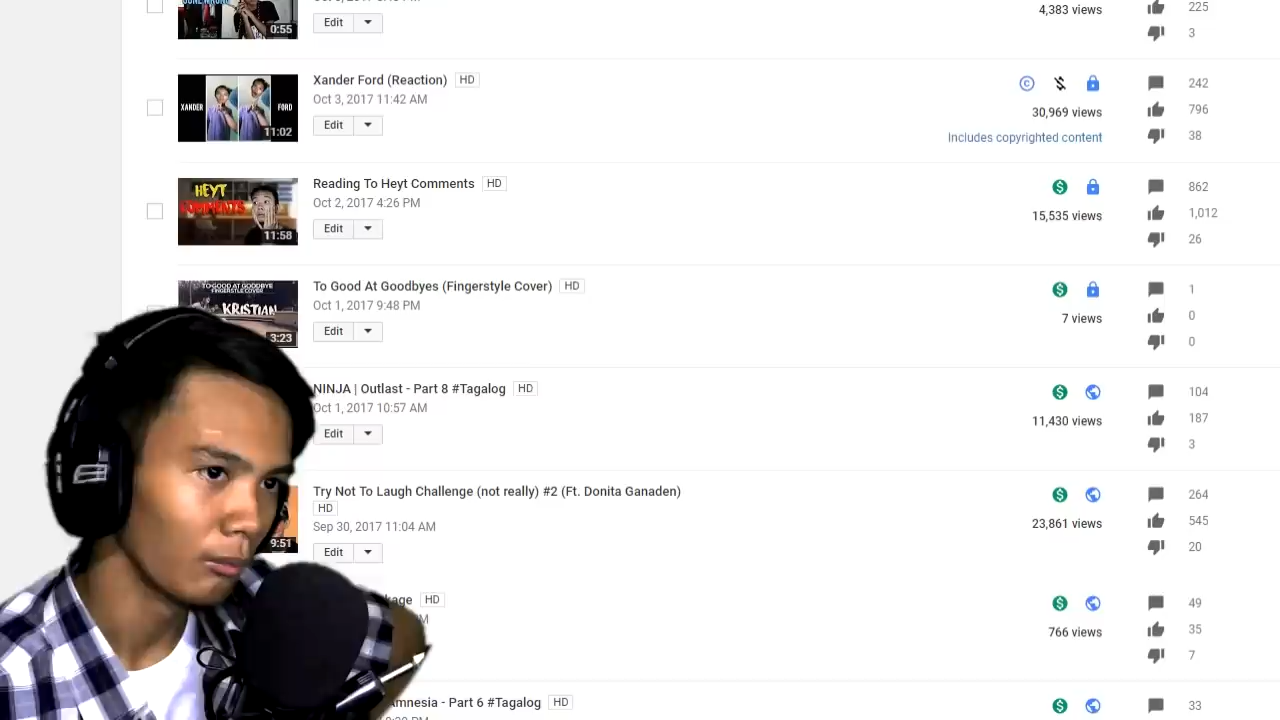 0:55
Edit
4,383 views
225
3
XANDER
FORD
11:02
Xander Ford (Reaction) HD
Oct 3, 2017 11:42 AM
Edit
30,969 views
Includes copyrighted content
242
796
38
HEYT
COMMENTS
11:58
Reading To Heyt Comments HD
Oct 2, 2017 4:26 PM
Edit
15,535 views
862
1,012
26
TO GOOD AT GOODBYE
FINGERSTYLE COVER
KRISTIAN
3:23
To Good At Goodbyes (Fingerstyle Cover) HD
Oct 1, 2017 9:48 PM
Edit
7 views
1
0
0
NINJA | Outlast - Part 8 #Tagalog HD
Oct 1, 2017 10:57 AM
Edit
11,430 views
104
187
3
9:51
Try Not To Laugh Challenge (not really) #2 (Ft. Donita Ganaden)
HD
Sep 30, 2017 11:04 AM
Edit
23,861 views
264
545
20
HD
766 views
49
35
7
Amnesia - Part 6 #Tagalog HD
33